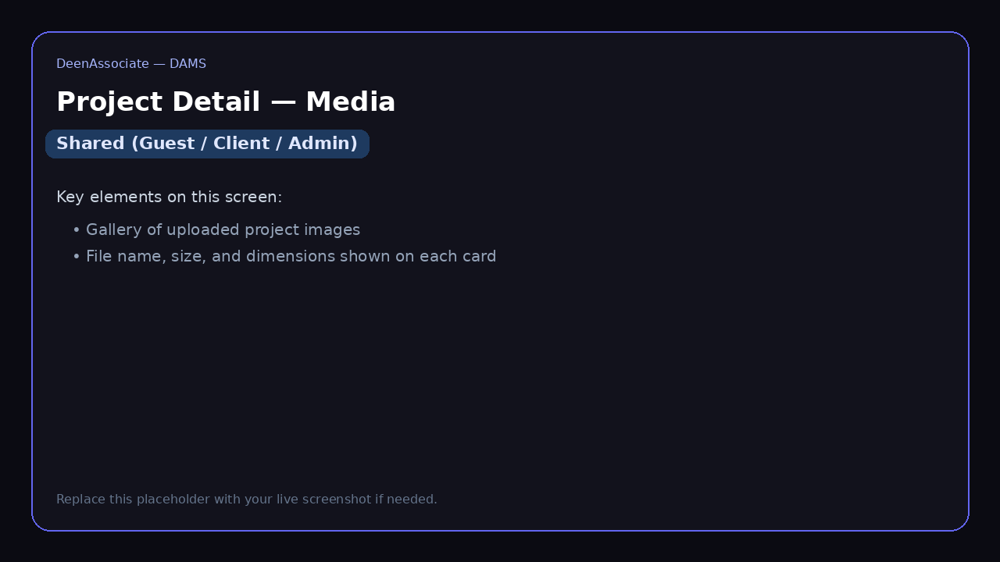 DeenAssociate — DAMS
Project Detail — Media
Shared (Guest / Client / Admin)
Key elements on this screen:
• Gallery of uploaded project images
• File name, size, and dimensions shown on each card
Replace this placeholder with your live screenshot if needed.